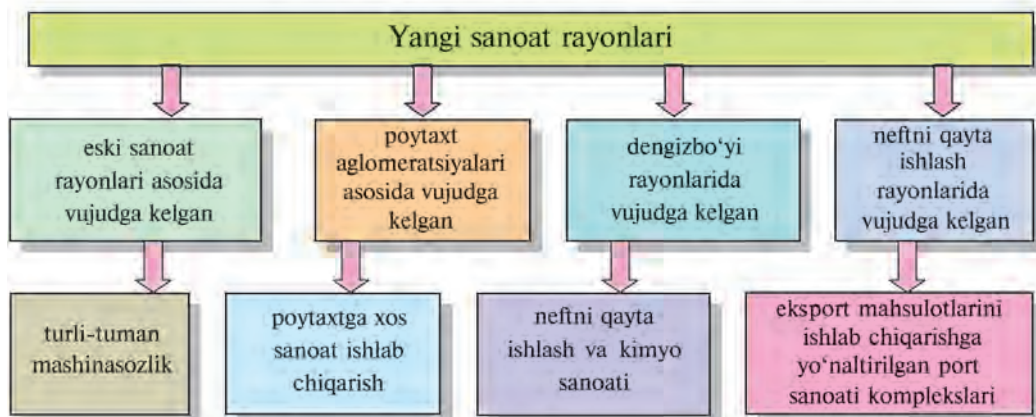 Yangi sanoat rayonlari
eski sanoat
rayonlari asosida
vujudga kelgan
poytaxt
aglomeratsiyalari
asosida vujudga
kelgan
dengizbo‘yi
rayonlarida
vujudga kelgan
neftni qayta
ishlash
rayonlarida
vujudga kelgan
turli-tuman
mashinasozlik
poytaxtga xos
sanoat ishlab
chiqarish
neftni qayta
ishlash va kimyo
sanoati
eksport mahsulotlarini
ishlab chiqarishga
yo‘naltirilgan port
sanoati komplekslari